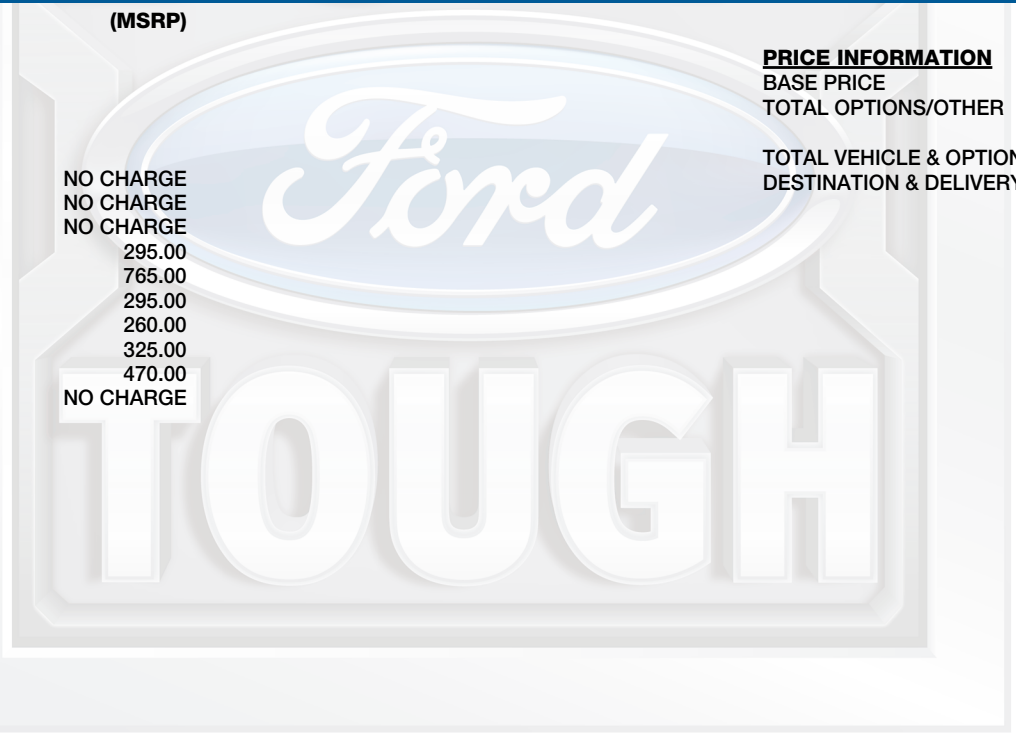 (MSRP)
NO CHARGE
NO CHARGE
NO CHARGE
295.00
765.00
295.00
260.00
325.00
470.00
NO CHARGE
PRICE INFORMATION
BASE PRICE
TOTAL OPTIONS/OTHER
TOTAL VEHICLE & OPTION
DESTINATION & DELIVERY
Ford
TOUGH